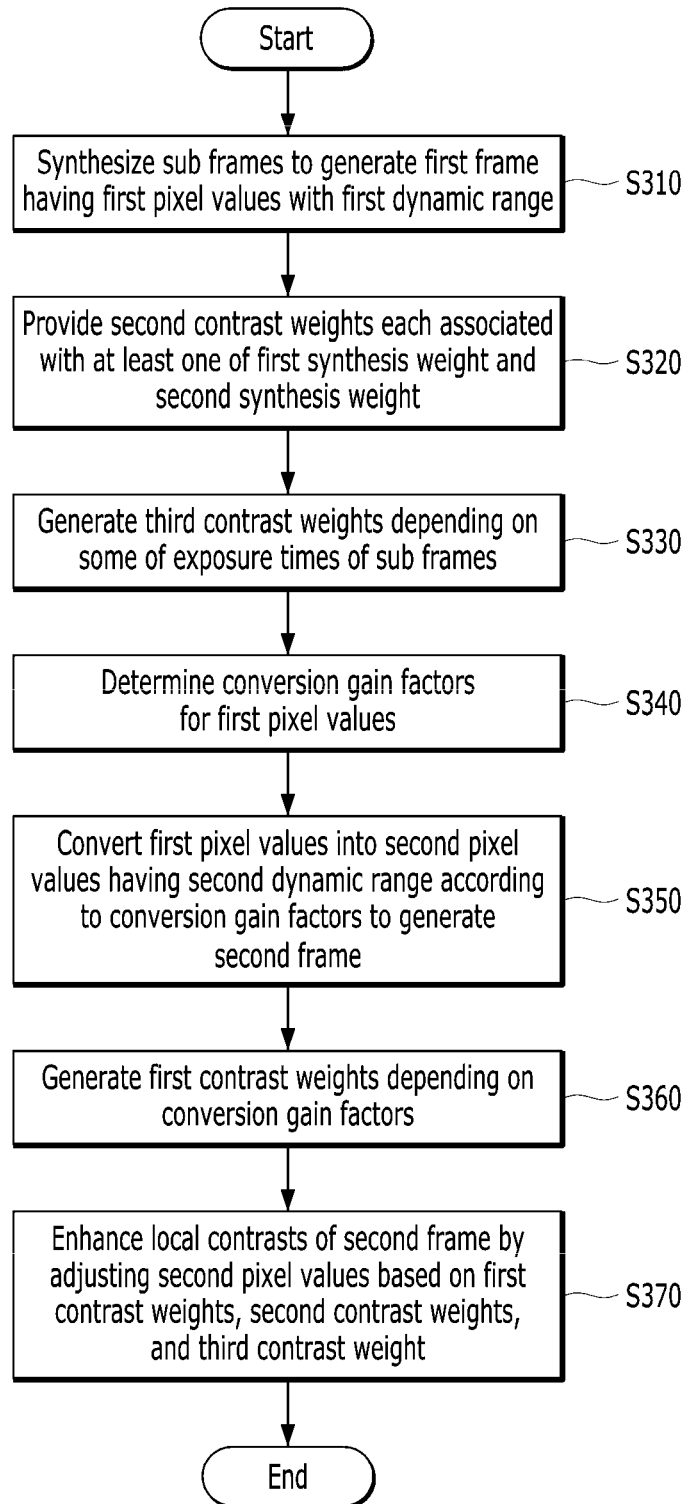 Start
Synthesize sub frames to generate first frame
having first pixel values with first dynamic range
S310
Provide second contrast weights each associated
with at least one of first synthesis weight and
second synthesis weight
S320
Generate third contrast weights depending on
some of exposure times of sub frames
S330
Determine conversion gain factors
for first pixel values
S340
Convert first pixel values into second pixel
values having second dynamic range according
to conversion gain factors to generate
second frame
S350
Generate first contrast weights depending on
conversion gain factors
S360
Enhance local contrasts of second frame by
adjusting second pixel values based on first
contrast weights, second contrast weights,
and third contrast weight
S370
End